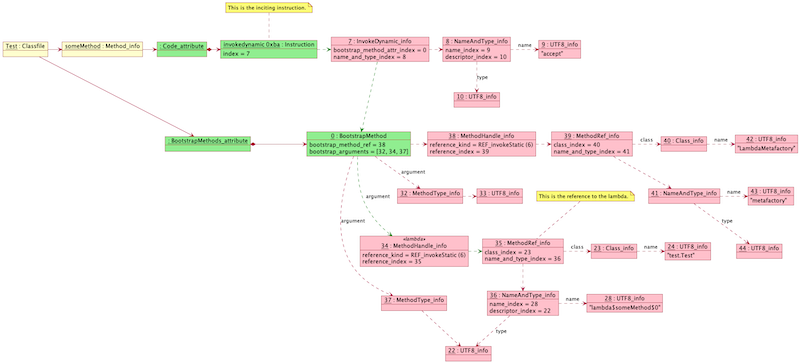 This is the inciting instruction.
Test : Classfile
someMethod : Method_info
: Code_attribute
invokedynamic 0xba : Instruction
index = 7
7 : InvokeDynamic_info
bootstrap_method_attr_index = 0
name_and_type_index = 8
8 : NameAndType_info
name_index = 9
descriptor_index = 10
name
9 : UTF8_info
"accept"
type
10 : UTF8_info
: BootstrapMethods_attribute
0 : BootstrapMethod
bootstrap_method_ref = 38
bootstrap_arguments = [32, 34, 37]
38 : MethodHandle_info
reference_kind = REF_invokeStatic (6)
reference_index = 39
39 : MethodRef_info
class_index = 40
name_and_type_index = 41
class
40 : Class_info
name
42 : UTF8_info
"LambdaMetafactory"
argument
32 : MethodType_info
33 : UTF8_info
This is the reference to the lambda.
41 : NameAndType_info
name
43 : UTF8_info
"metafactory"
type
44 : UTF8_info
argument
argument
«lambda»
34 : MethodHandle_info
reference_kind = REF_invokeStatic (6)
reference_index = 35
35 : MethodRef_info
class_index = 23
name_and_type_index = 36
class
23 : Class_info
name
24 : UTF8_info
"test.Test"
37 : MethodType_info
36 : NameAndType_info
name_index = 28
descriptor_index = 22
name
28 : UTF8_info
"lambda$someMethod$0"
type
22 : UTF8_info